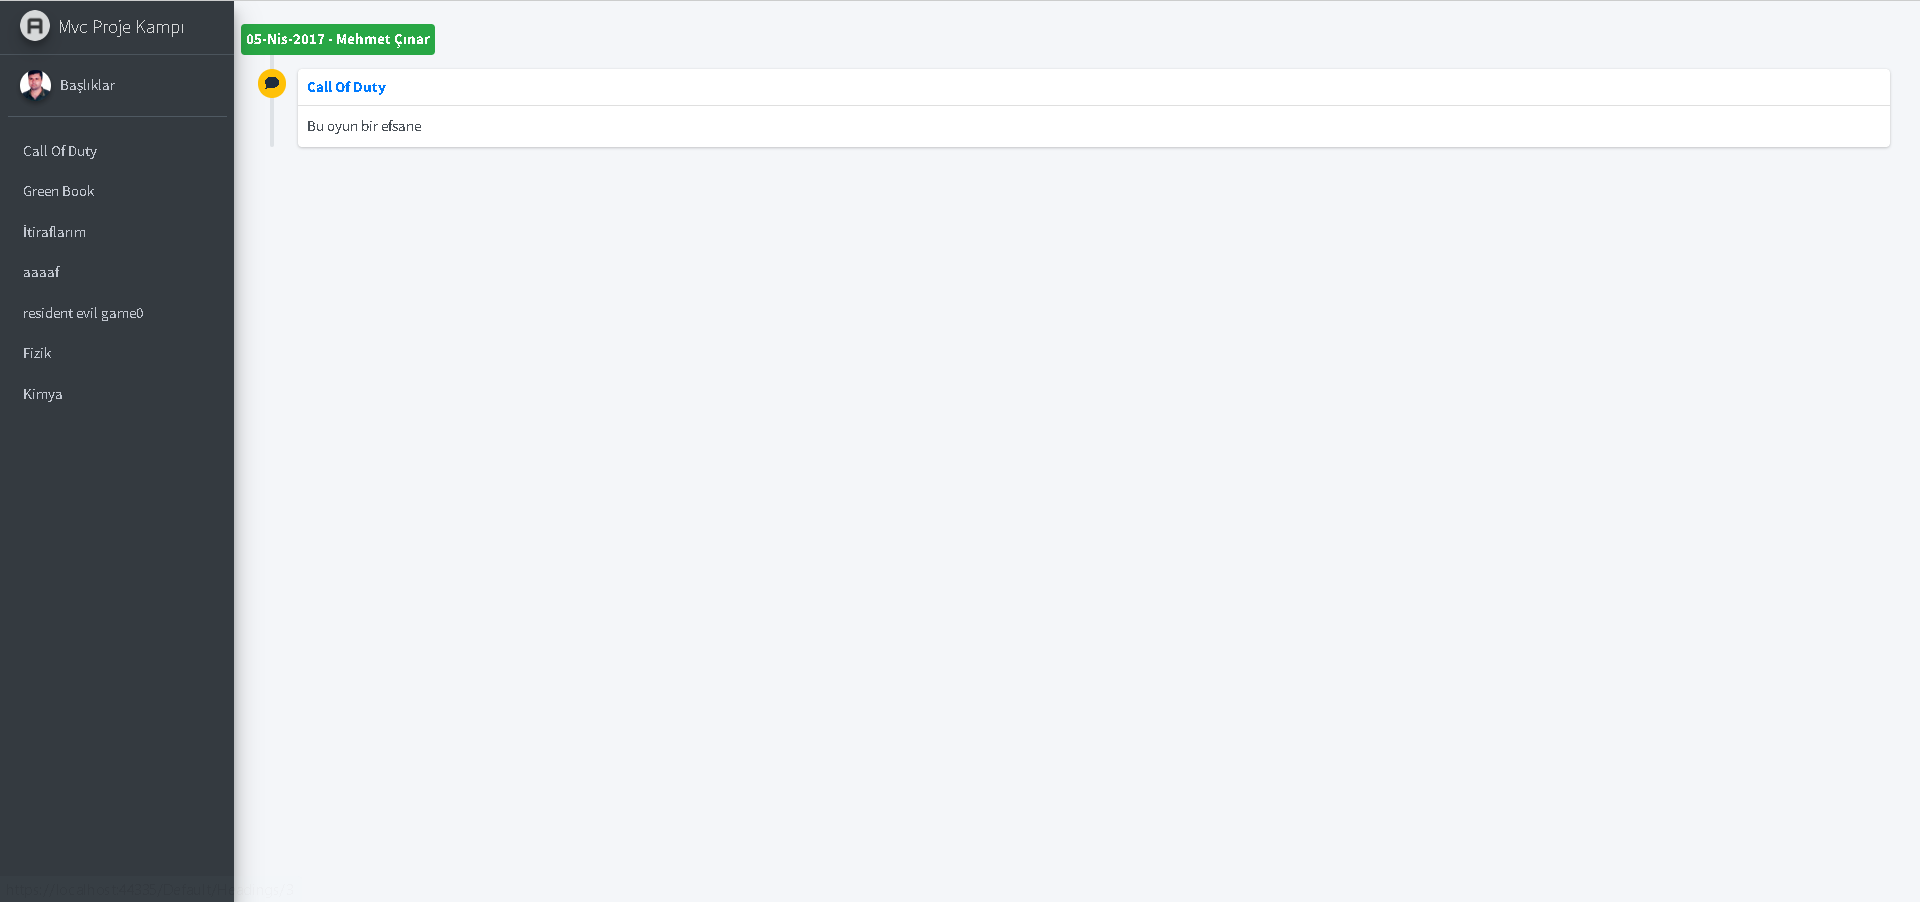 Mvc Proje Kampı
Başlıklar
Call Of Duty
Green Book
İtiraflarım
aaaaf
resident evil game0
Fizik
Kimya
05-Nis-2017 - Mehmet Çınar
Call Of Duty
Bu oyun bir efsane